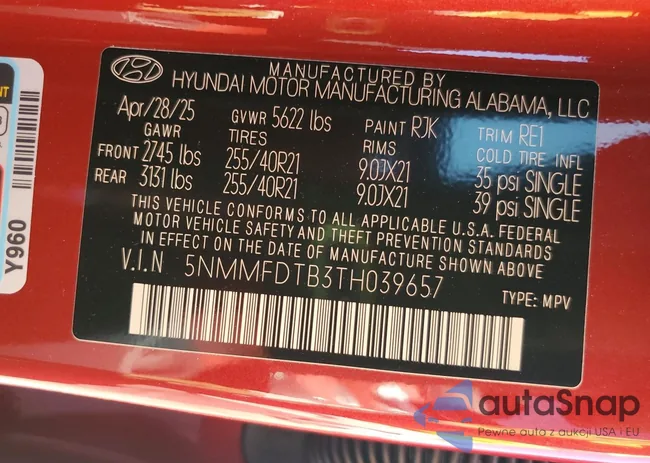 MANUFACTURED BY
HYUNDAI MOTOR MANUFACTURING ALABAMA, LLC
Apr/28/25 GVWR 5622 lbs PAINT RJK TRIM RE1
GAWR TIRES RIMS COLD TIRE INFL
FRONT 2745 lbs 255/40R21 9.0JX21 35 psi SINGLE
REAR 3131 lbs 255/40R21 9.0JX21 39 psi SINGLE
THIS VEHICLE CONFORMS TO ALL APPLICABLE U.S.A. FEDERAL
MOTOR VEHICLE SAFETY AND THEFT PREVENTION STANDARDS
IN EFFECT ON THE DATE OF MANUFACTURE SHOWN ABOVE
V.I.N 5NMMFDTB3TH039657
TYPE: MPV
Y960
autaSnap
Pewne auta z aukcji USA i EU